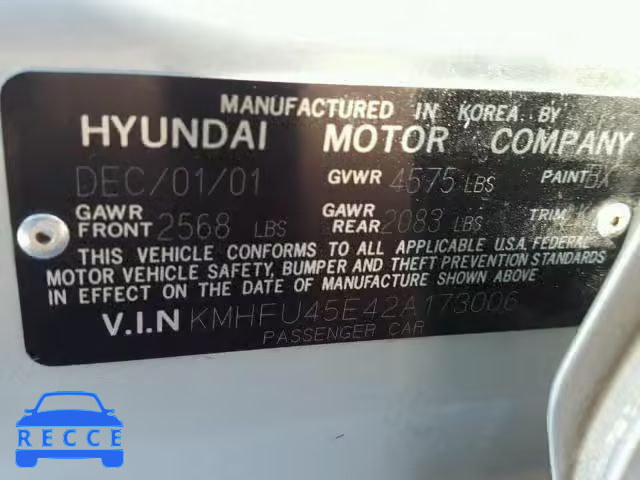 MANUFACTURED IN KOREA BY
HYUNDAI MOTOR COMPANY
DEC/01/01 GVWR 4575 LBS PAINT BX
GAWR FRONT 2568 LBS GAWR REAR 2083 LBS TRIM
THIS VEHICLE CONFORMS TO ALL APPLICABLE U.S.A. FEDERAL
MOTOR VEHICLE SAFETY, BUMPER AND THEFT PREVENTION STANDARDS
IN EFFECT ON THE DATE OF MANUFACTURE SHOWN ABOVE
V.I.N KMHFU45E42A173006
PASSENGER CAR
RECCE